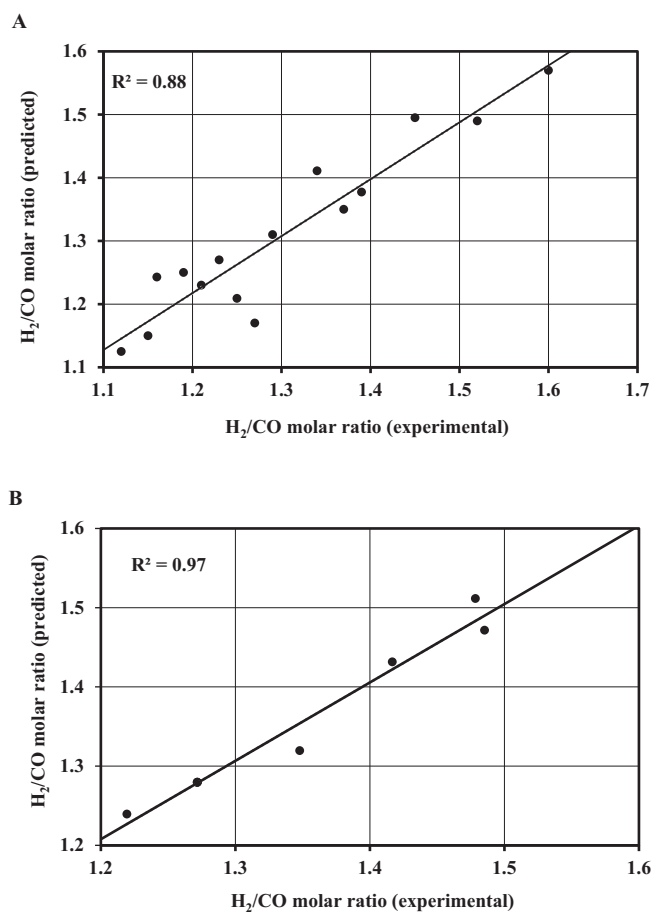 A
1.6
R² = 0.88
1.5
1.4
1.3
1.2
1.1
H₂/CO molar ratio (predicted)
1.1 1.2 1.3 1.4 1.5 1.6 1.7
H₂/CO molar ratio (experimental)
B
1.6
R² = 0.97
1.5
1.4
1.3
1.2
H₂/CO molar ratio (predicted)
1.2 1.3 1.4 1.5 1.6
H₂/CO molar ratio (experimental)